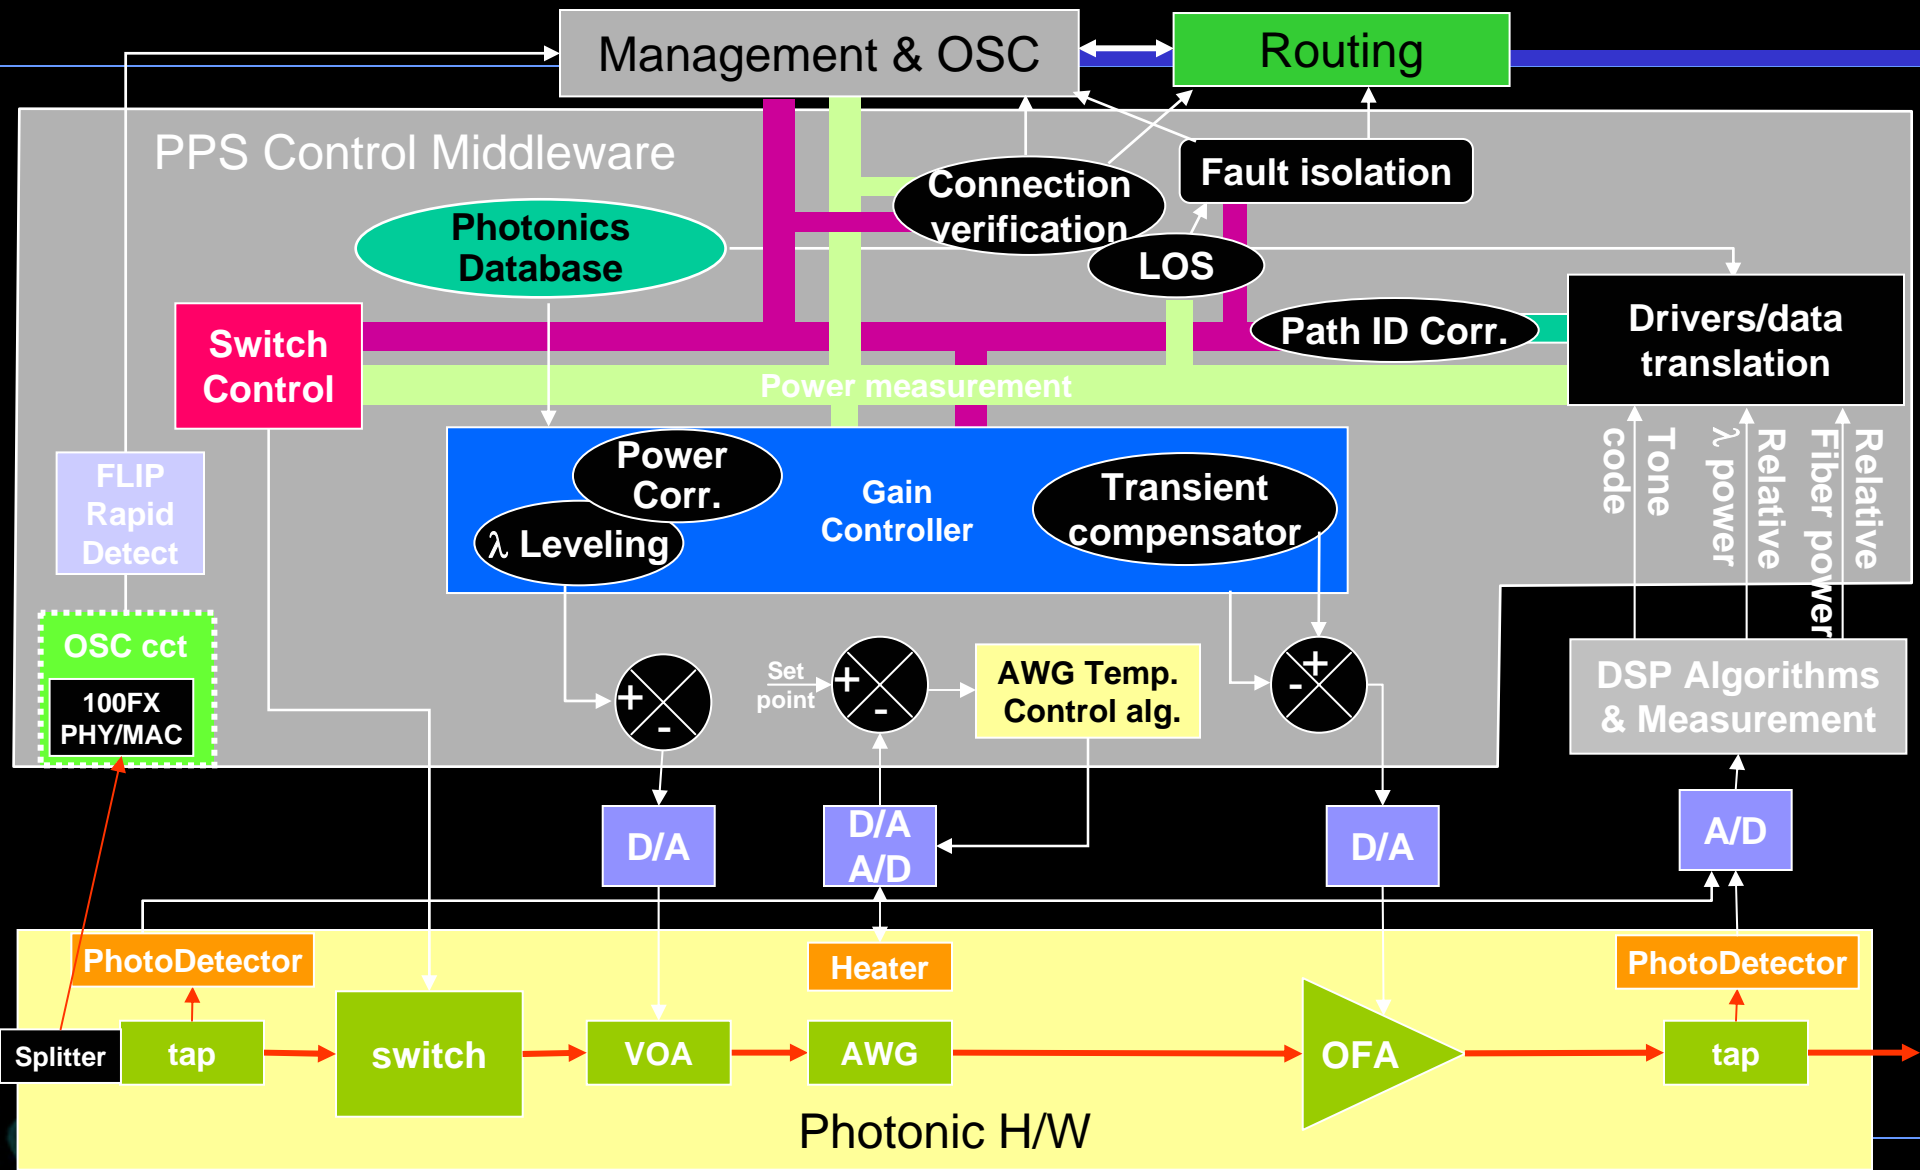 Management & OSC
Routing
PPS Control Middleware
Connection
verification
Fault isolation
Photonics
Database
LOS
Switch
Control
Path ID Corr.
Drivers/data
translation
Power measurement
FLIP
Rapid
Detect
Power
Corr.
λ Leveling
Gain
Controller
Transient
compensator
Tone
code
Relative
λ power
Relative
Fiber power
OSC cct
100FX
PHY/MAC
+
-
Set
point
+
-
AWG Temp.
Control alg.
+
-
DSP Algorithms
& Measurement
D/A
D/A
A/D
D/A
A/D
PhotoDetector
Heater
PhotoDetector
Splitter
tap
switch
VOA
AWG
OFA
tap
Photonic H/W